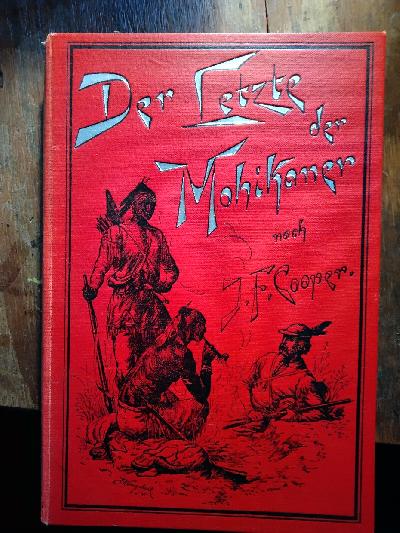 Der Letzte
der
Mohikaner
nach
J. F. Cooper.